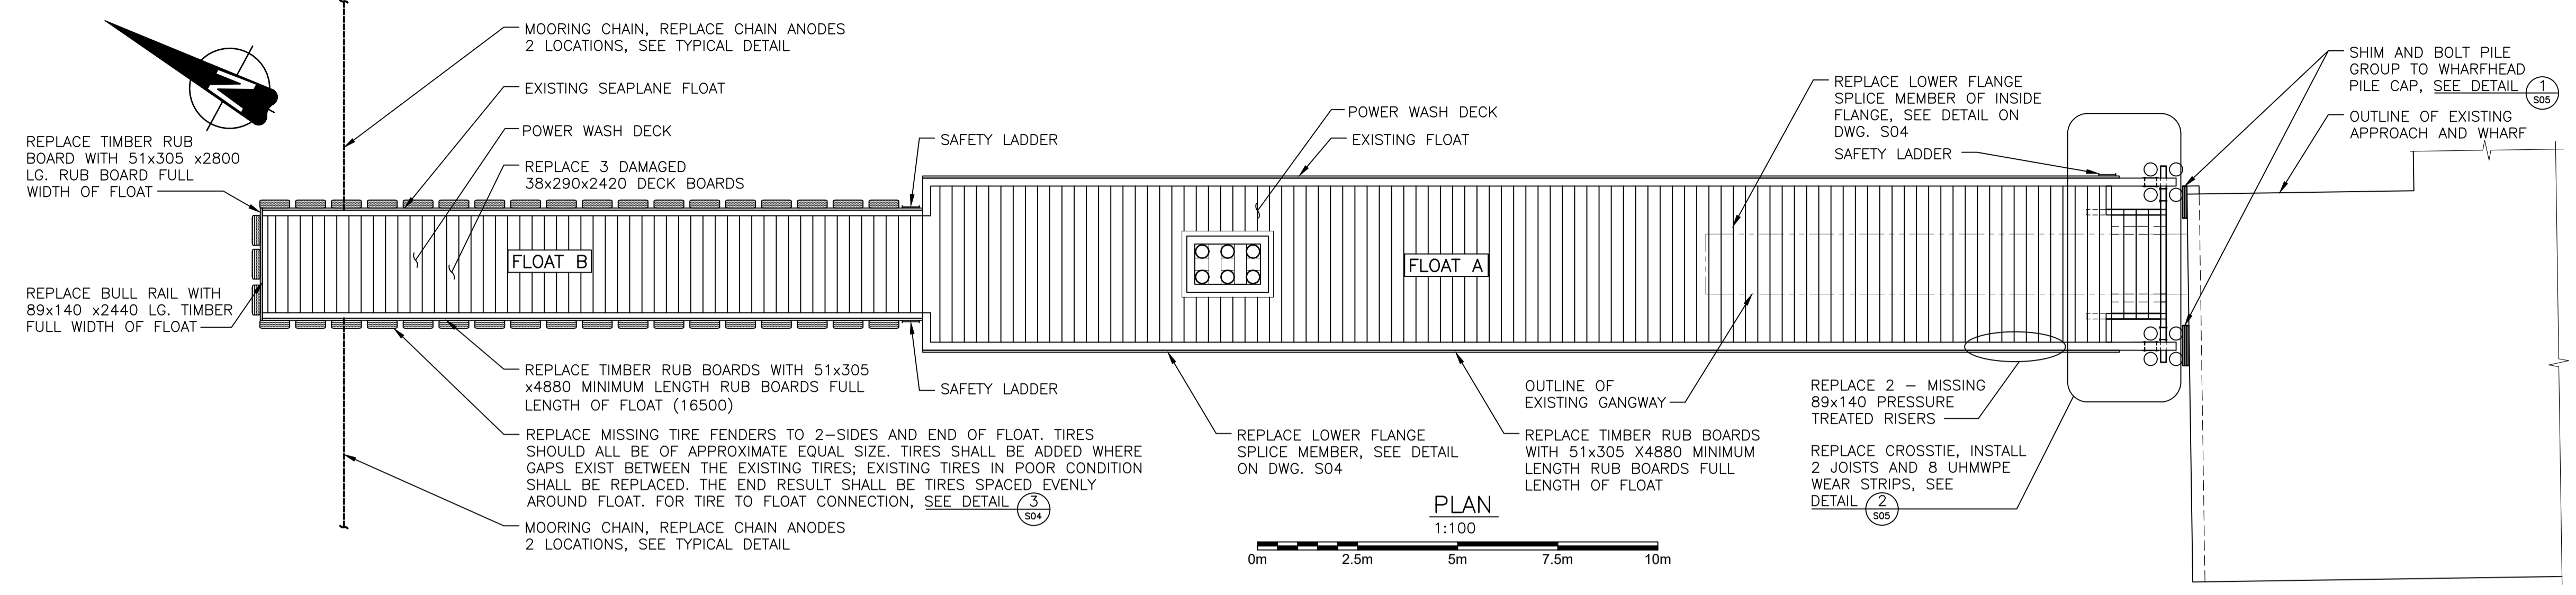 MOORING CHAIN, REPLACE CHAIN ANODES
2 LOCATIONS, SEE TYPICAL DETAIL
EXISTING SEAPLANE FLOAT
POWER WASH DECK
REPLACE 3 DAMAGED
38x290x2420 DECK BOARDS
N
REPLACE TIMBER RUB
BOARD WITH 51x305 x2800
LG. RUB BOARD FULL
WIDTH OF FLOAT
REPLACE BULL RAIL WITH
89x140 x2440 LG. TIMBER
FULL WIDTH OF FLOAT
FLOAT B
SAFETY LADDER
POWER WASH DECK
EXISTING FLOAT
REPLACE LOWER FLANGE
SPLICE MEMBER OF INSIDE
FLANGE, SEE DETAIL ON
DWG. S04
SAFETY LADDER
SHIM AND BOLT PILE
GROUP TO WHARFHEAD
PILE CAP, SEE DETAIL 1
S05
OUTLINE OF EXISTING
APPROACH AND WHARF
FLOAT A
REPLACE TIMBER RUB BOARDS WITH 51x305
x4880 MINIMUM LENGTH RUB BOARDS FULL
LENGTH OF FLOAT (16500)
SAFETY LADDER
REPLACE MISSING TIRE FENDERS TO 2-SIDES AND END OF FLOAT. TIRES
SHOULD ALL BE OF APPROXIMATE EQUAL SIZE. TIRES SHALL BE ADDED WHERE
GAPS EXIST BETWEEN THE EXISTING TIRES; EXISTING TIRES IN POOR CONDITION
SHALL BE REPLACED. THE END RESULT SHALL BE TIRES SPACED EVENLY
AROUND FLOAT. FOR TIRE TO FLOAT CONNECTION, SEE DETAIL 3
S04
MOORING CHAIN, REPLACE CHAIN ANODES
2 LOCATIONS, SEE TYPICAL DETAIL
REPLACE LOWER FLANGE
SPLICE MEMBER, SEE DETAIL
ON DWG. S04
OUTLINE OF
EXISTING GANGWAY
REPLACE TIMBER RUB BOARDS
WITH 51x305 X4880 MINIMUM
LENGTH RUB BOARDS FULL
LENGTH OF FLOAT
REPLACE 2 - MISSING
89x140 PRESSURE
TREATED RISERS
REPLACE CROSSTIE, INSTALL
2 JOISTS AND 8 UHMWPE
WEAR STRIPS, SEE
DETAIL 2
S05
PLAN
1:100
0m 2.5m 5m 7.5m 10m